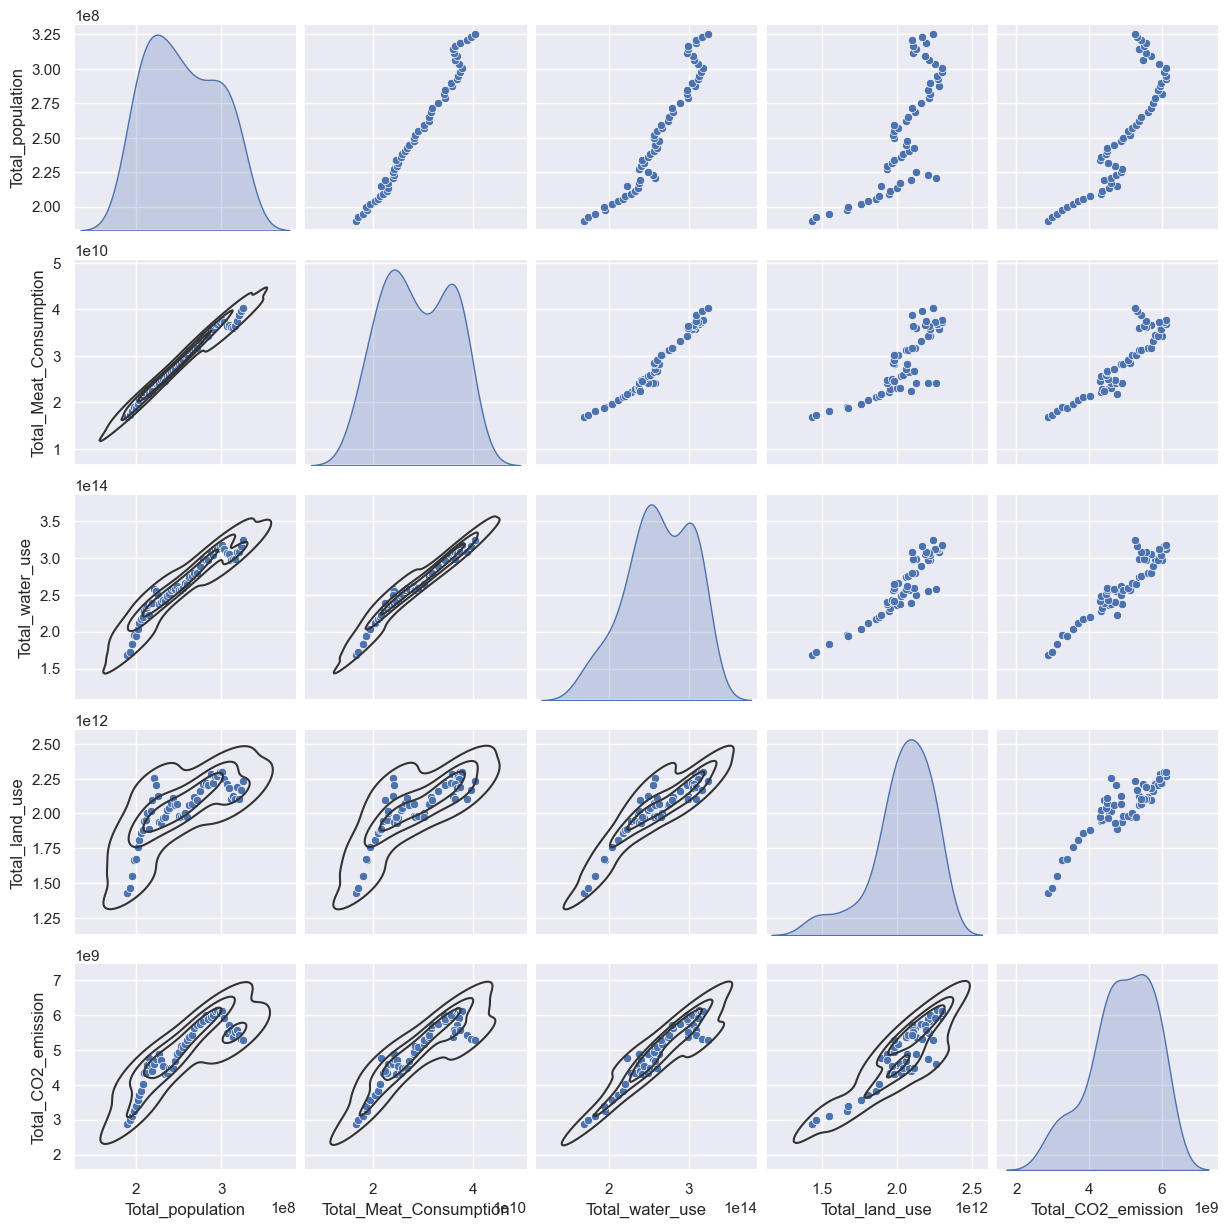 1e8
3.25
3.00
2.75
2.50
2.25
2.00
Total_population
1e10
5
4
3
2
1
Total_Meat_Consumption
1e14
3.5
3.0
2.5
2.0
1.5
Total_water_use
1e12
2.50
2.25
2.00
1.75
1.50
1.25
Total_land_use
1e9
7
6
5
4
3
2
Total_CO2_emission
2 3 2 3 4 2 3 1.5 2.0 2.5 2 4 6
Total_population 1e8 Total_Meat_Consumption 1e10 Total_water_use 1e14 Total_land_use 1e12 Total_CO2_emission 1e9